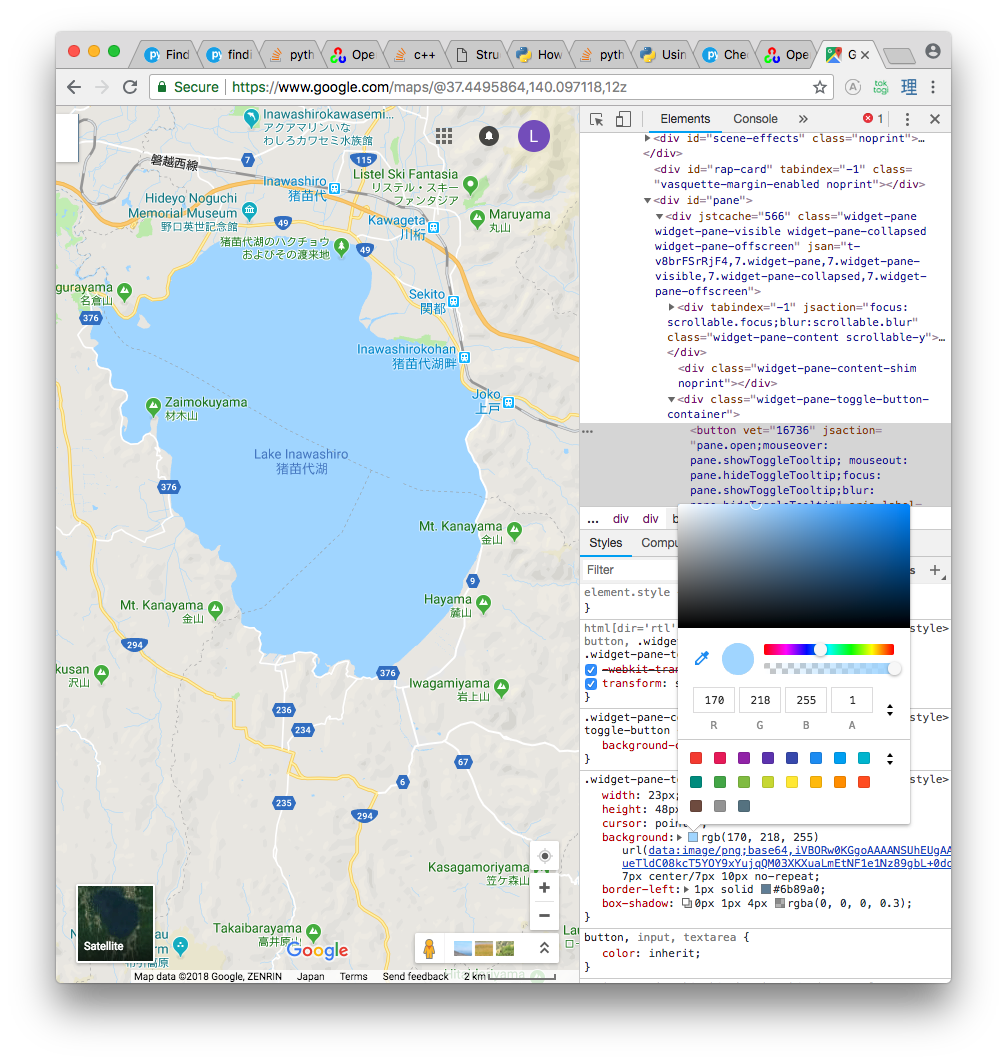 Find
findi
pyth
Ope
c++
Stru
How
pyth
Usin
Chec
Ope
G
Secure
https://www.google.com/maps/@37.4495864,140.097118,12z
Inawashirokawasemi...
アクアマリンいな
わしろカワセミ水族館
磐越西線
7
115
L
Listel Ski Fantasia
リステル・スキー
ファンタジア
Inawashiro
猪苗代
Hideyo Noguchi
Memorial Museum
野口英世記念館
49
Kawageta
川桁
Maruyama
丸山
猪苗代湖のハクチョウ
およびその渡来地
49
gurayama
名倉山
376
Sekito
関都
Inawashirokohan
猪苗代湖畔
Joko
上戸
Zaimokuyama
材木山
Lake Inawashiro
猪苗代湖
376
Mt. Kanayama
金山
9
Hayama
麓山
Mt. Kanayama
金山
294
kusan
沢山
376
Iwagamiyama
岩上山
236
234
67
6
235
294
Kasagamoriyama
笠ケ森山
Satellite
Takaibarayama
高井原山
Google
Map data ©2018 Google, ZENRIN
Japan
Terms
Send feedback
2 km
Elements
Console
»
1
<div id="scene-effects" class="noprint">…
</div>
<div id="rap-card" tabindex="-1" class=
"vasquette-margin-enabled noprint"></div>
<div id="pane">
<div jstcache="566" class="widget-pane
widget-pane-visible widget-pane-collapsed
widget-pane-offscreen" jsan="t-
v8brFSrRjF4,7.widget-pane,7.widget-pane-
visible,7.widget-pane-collapsed,7.widget-
pane-offscreen">
<div tabindex="-1" jsaction="focus:
scrollable.focus;blur:scrollable.blur"
class="widget-pane-content scrollable-y">…
</div>
<div class="widget-pane-content-shim
noprint"></div>
<div class="widget-pane-toggle-button-
container">
<button vet="16736" jsaction=
"pane.open;mouseover:
pane.showToggleTooltip; mouseout:
pane.hideToggleTooltip;focus:
pane.showToggleTooltip;blur:
... div div b
Styles
Compu
Filter
element.style
}
html[dir='rtl'
style>
button, .widge
.widget-pane-t
-webkit-tran
transform: s
}
.widget-pane-co
style>
toggle-button
background-c
}
.widget-pane-to
style>
width: 23px;
height: 48px
cursor: point
background: rgb(170, 218, 255)
url(data:image/png;base64,iVBORw0KGgoAAAANSUhEUgAA
ueTldC08kcT5YOY9xYujqQM03XKXuaLmEtNF1e1Nz89gbL+0dc
7px center/7px 10px no-repeat;
border-left: 1px solid #6b89a0;
box-shadow: 0px 1px 4px rgba(0, 0, 0, 0.3);
}
button, input, textarea {
color: inherit;
}
170
218
255
1
R
G
B
A